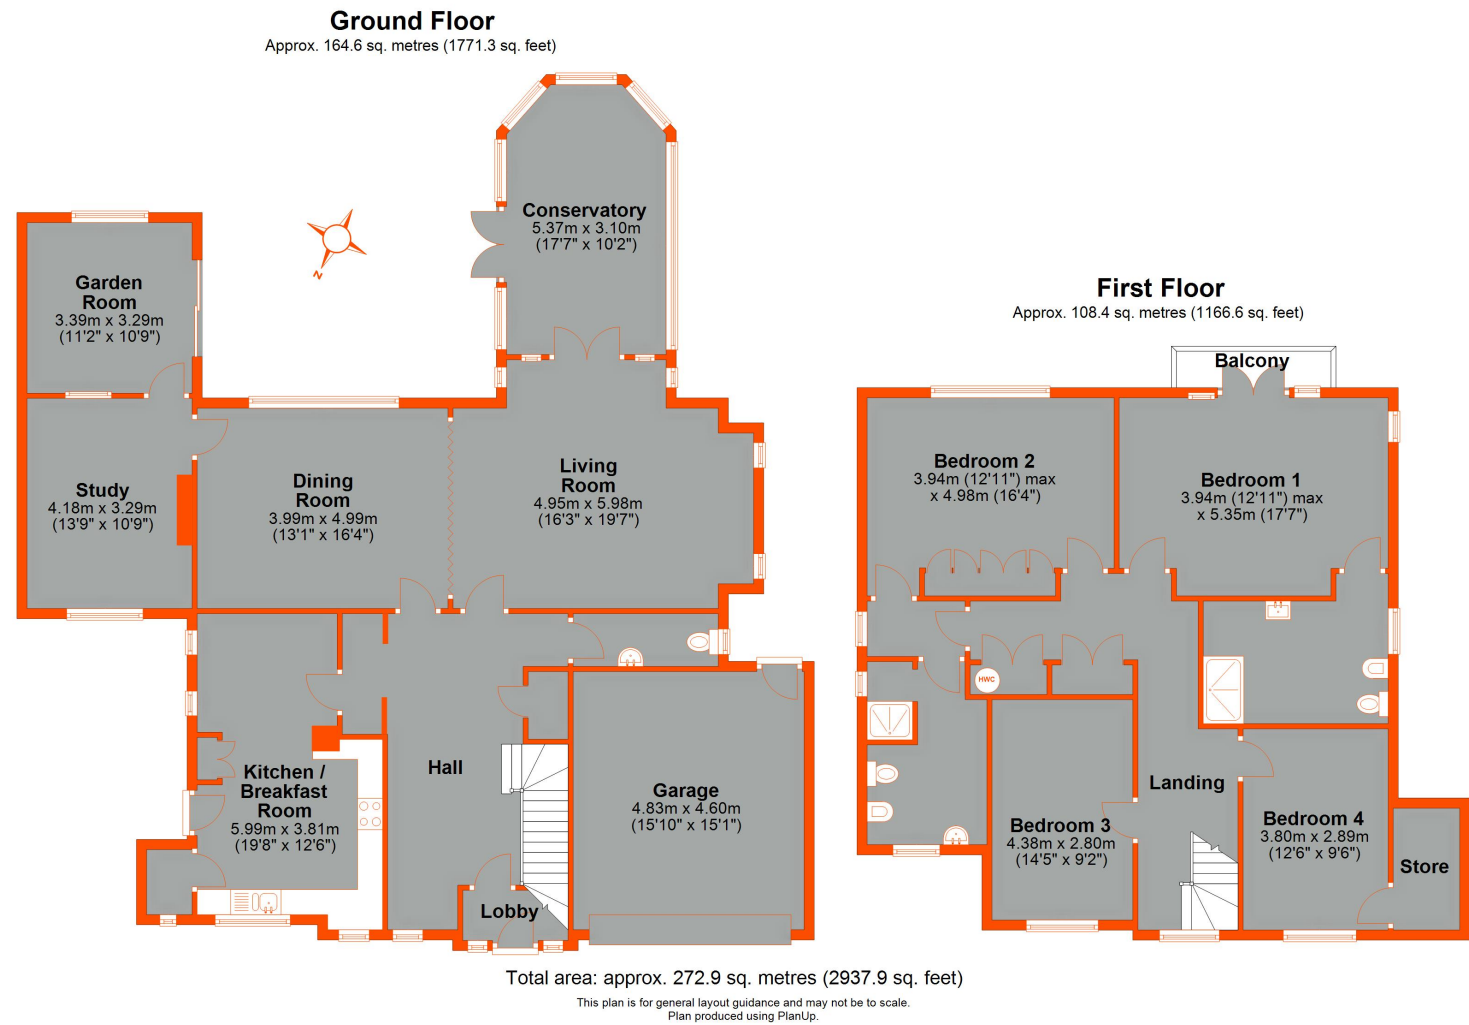 Ground Floor
Approx. 164.6 sq. metres (1771.3 sq. feet)
Conservatory
5.37m x 3.10m
(17'7" x 10'2")
N
Garden
Room
3.39m x 3.29m
(11'2" x 10'9")
Study
4.18m x 3.29m
(13'9" x 10'9")
Dining
Room
3.99m x 4.99m
(13'1" x 16'4")
Living
Room
4.95m x 5.98m
(16'3" x 19'7")
Kitchen /
Breakfast
Room
5.99m x 3.81m
(19'8" x 12'6")
Hall
Garage
4.83m x 4.60m
(15'10" x 15'1")
Lobby
First Floor
Approx. 108.4 sq. metres (1166.6 sq. feet)
Balcony
Bedroom 2
3.94m (12'11") max
x 4.98m (16'4")
Bedroom 1
3.94m (12'11") max
x 5.35m (17'7")
HWC
Landing
Bedroom 3
4.38m x 2.80m
(14'5" x 9'2")
Bedroom 4
3.80m x 2.89m
(12'6" x 9'6")
Store
Total area: approx. 272.9 sq. metres (2937.9 sq. feet)
This plan is for general layout guidance and may not be to scale.
Plan produced using PlanUp.